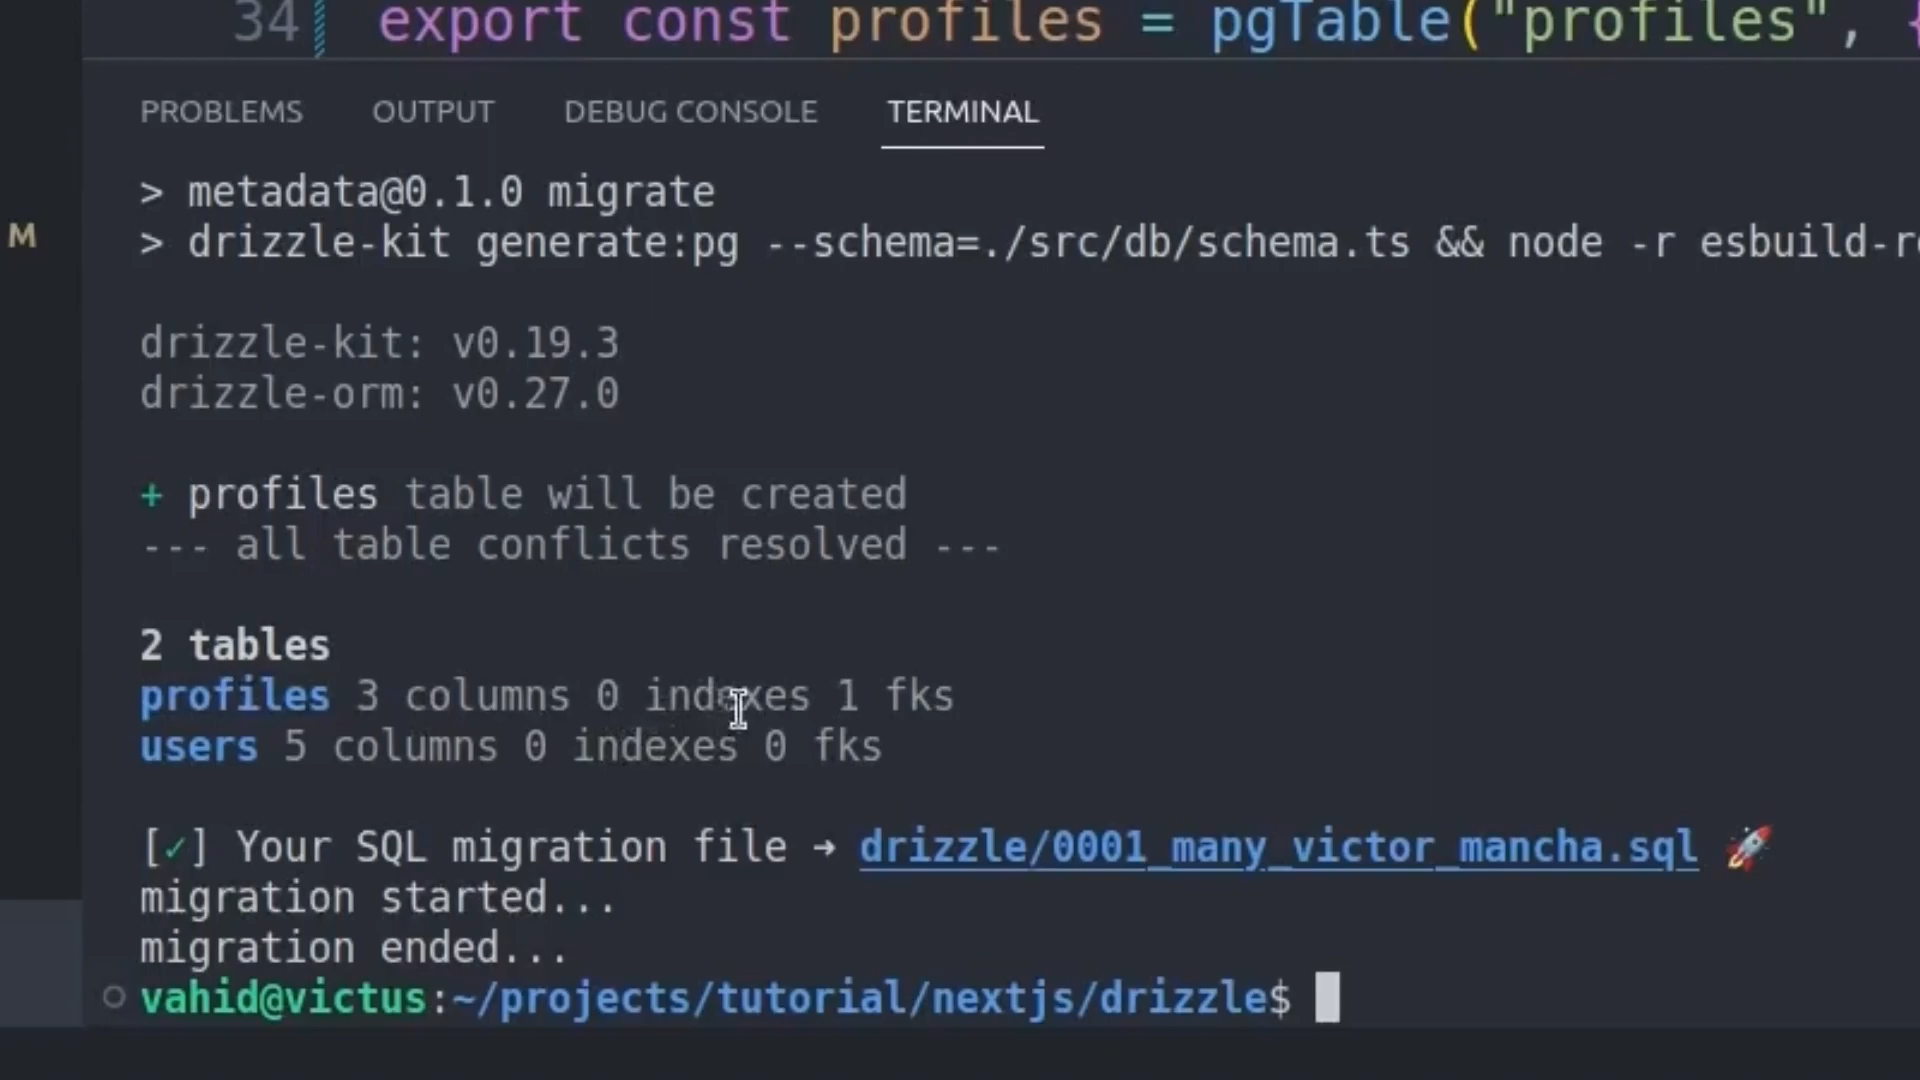 34 export const profiles = pgTable("profiles", {
PROBLEMS OUTPUT DEBUG CONSOLE TERMINAL
> metadata@0.1.0 migrate
M
> drizzle-kit generate:pg --schema=./src/db/schema.ts && node -r esbuild-r
drizzle-kit: v0.19.3
drizzle-orm: v0.27.0
+ profiles table will be created
--- all table conflicts resolved ---
2 tables
profiles 3 columns 0 indexes 1 fks
users 5 columns 0 indexes 0 fks
[✓] Your SQL migration file ➜ drizzle/0001_many_victor_mancha.sql 🚀
migration started...
migration ended...
vahid@victus:~/projects/tutorial/nextjs/drizzle$